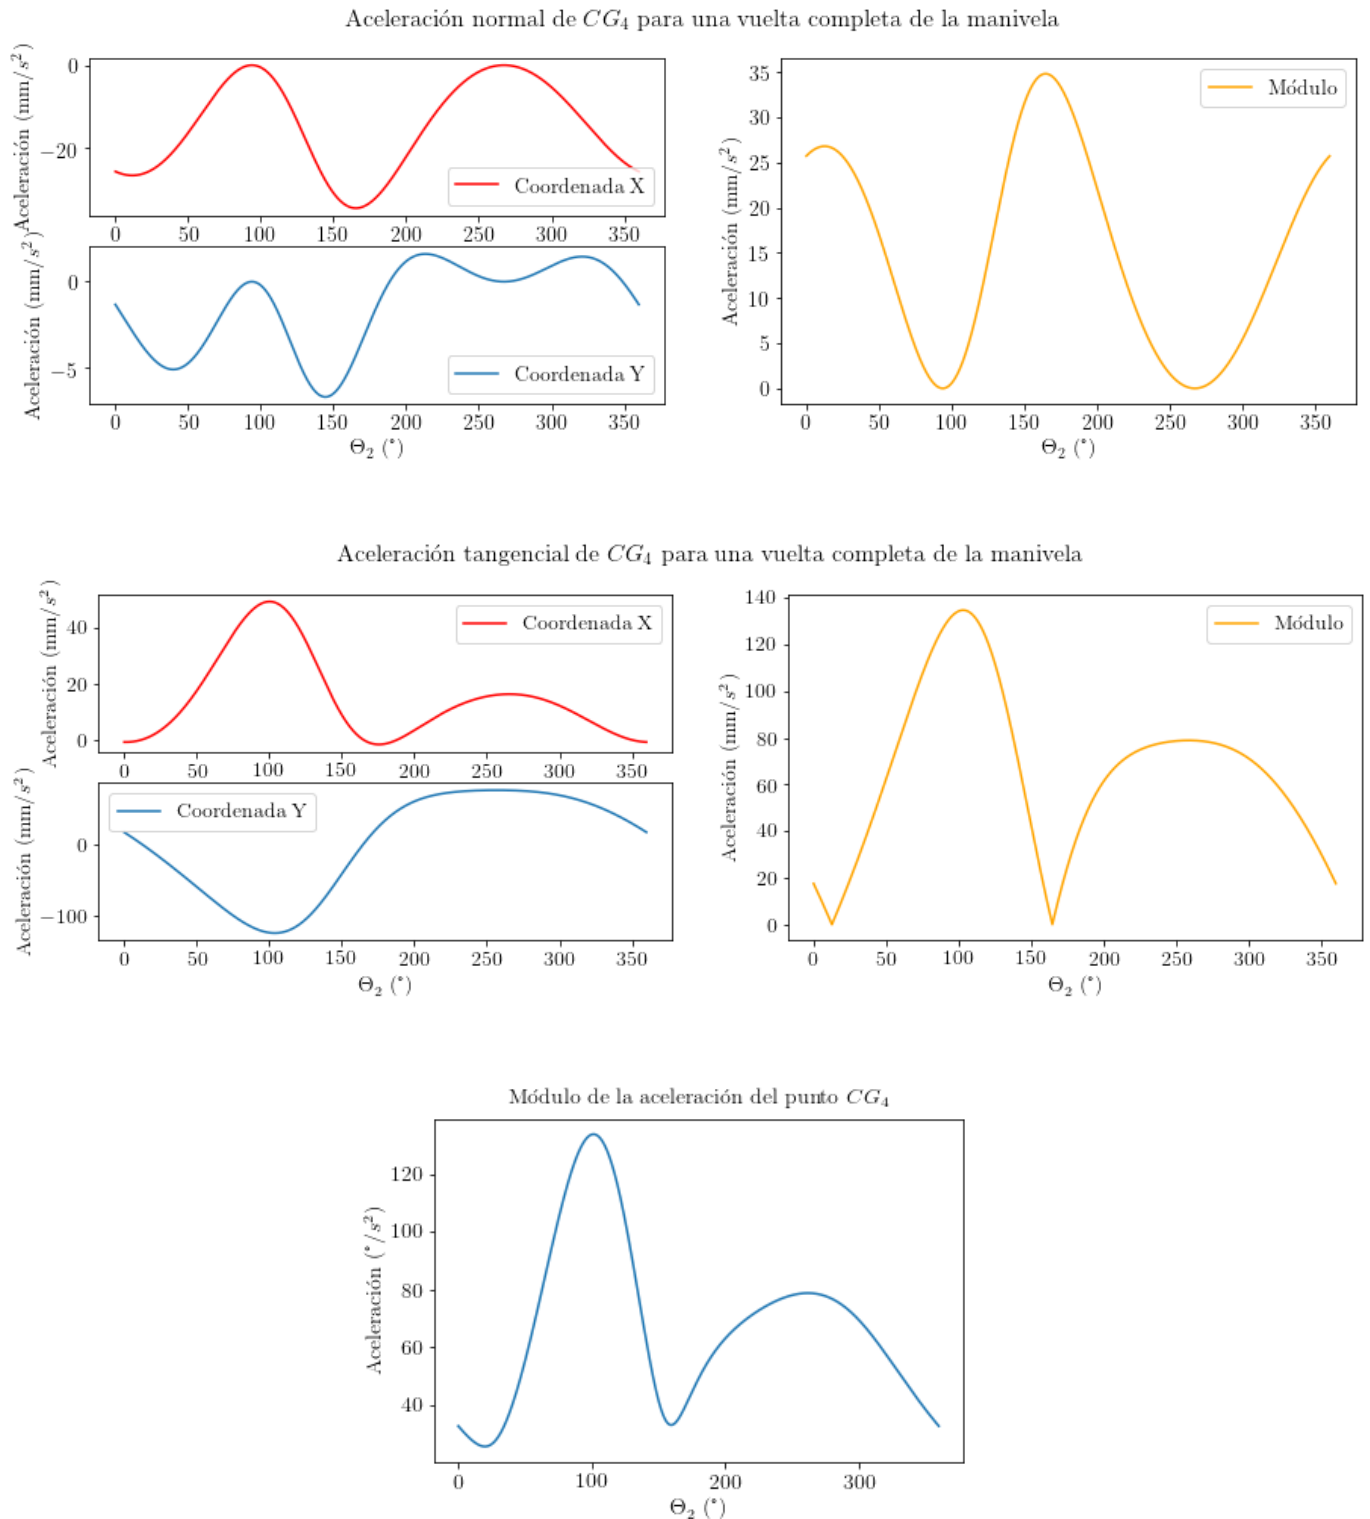 Aceleración normal de CG₄ para una vuelta completa de la manivela
Aceleración (mm/s²)
0
−20
Coordenada X
0 50 100 150 200 250 300 350
Aceleración (mm/s²)
0
−5
Coordenada Y
0 50 100 150 200 250 300 350
Θ₂ (°)
Aceleración (mm/s²)
35
30
25
20
15
10
5
0
Módulo
0 50 100 150 200 250 300 350
Θ₂ (°)
Aceleración tangencial de CG₄ para una vuelta completa de la manivela
Aceleración (mm/s²)
40
20
0
Coordenada X
0 50 100 150 200 250 300 350
Aceleración (mm/s²)
0
−100
Coordenada Y
0 50 100 150 200 250 300 350
Θ₂ (°)
Aceleración (mm/s²)
140
120
100
80
60
40
20
0
Módulo
0 50 100 150 200 250 300 350
Θ₂ (°)
Módulo de la aceleración del punto CG₄
Aceleración (°/s²)
120
100
80
60
40
0 100 200 300
Θ₂ (°)